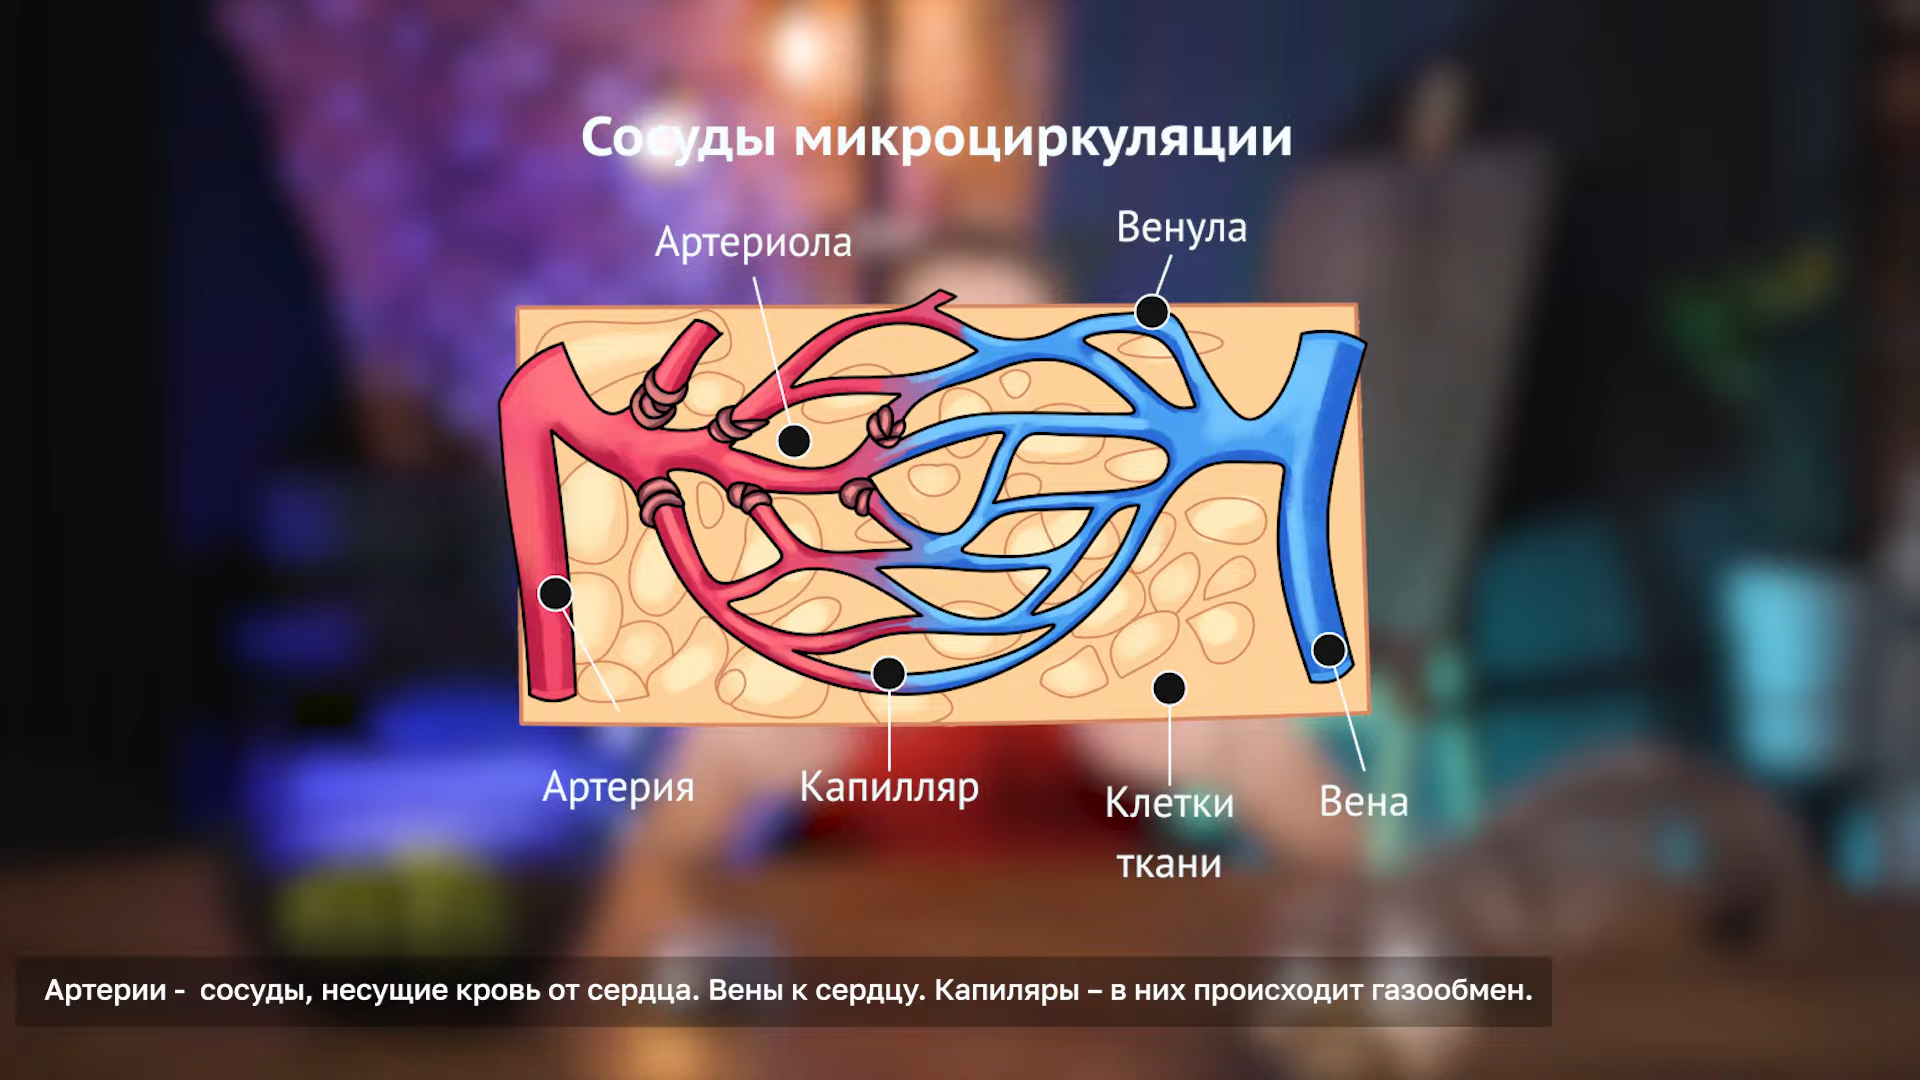 Сосуды микроциркуляции
Артериола
Венула
Артерия
Капилляр
Клетки
ткани
Вена
Артерии - сосуды, несущие кровь от сердца. Вены к сердцу. Капиляры – в них происходит газообмен.